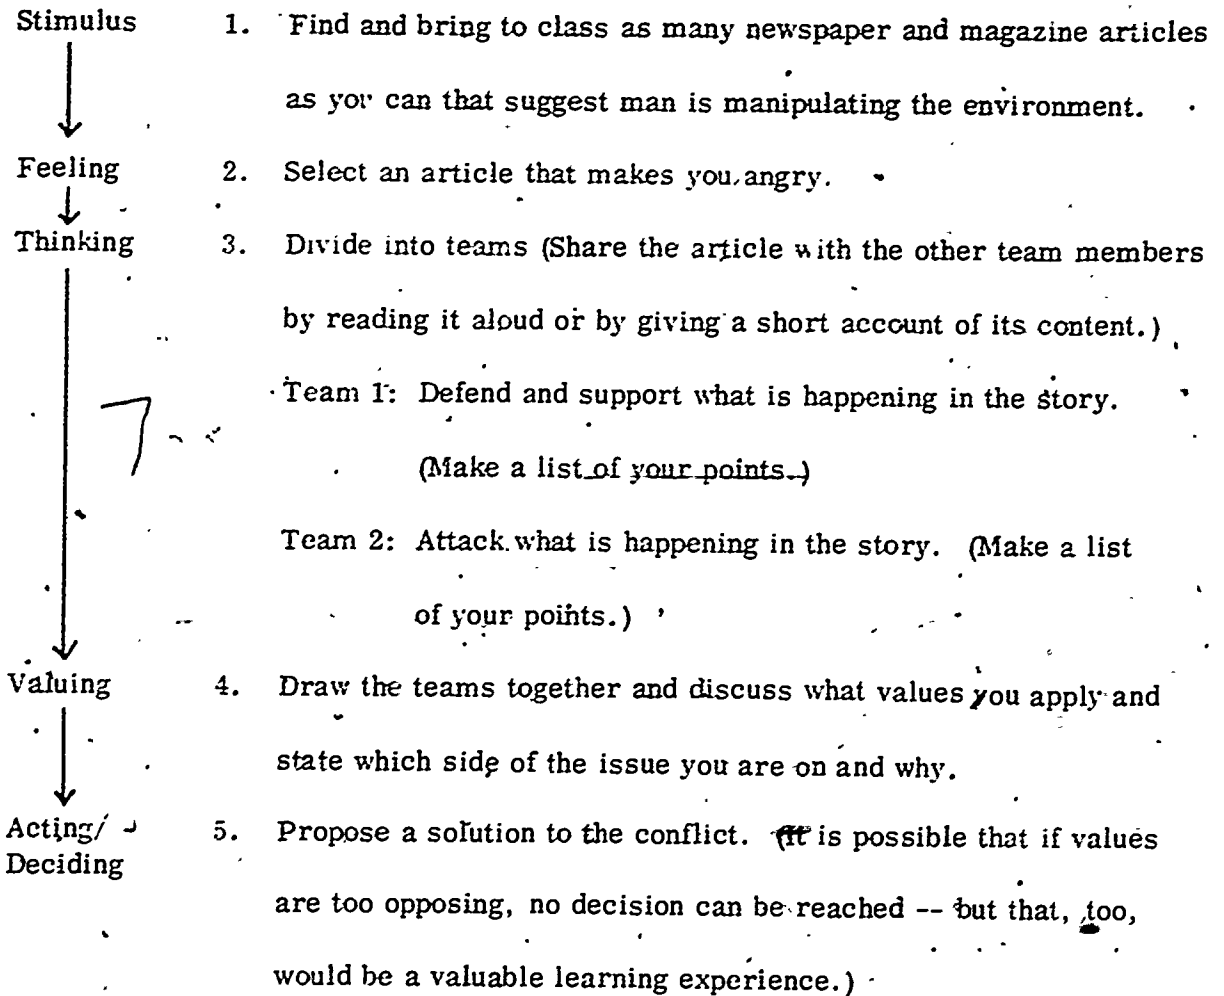 Stimulus 1. Find and bring to class as many newspaper and magazine articles
as you can that suggest man is manipulating the environment.
Feeling 2. Select an article that makes you angry.
Thinking 3. Divide into teams (Share the article with the other team members
by reading it aloud or by giving a short account of its content.)
Team 1: Defend and support what is happening in the story.
(Make a list of your points.)
Team 2: Attack what is happening in the story. (Make a list
of your points.)
Valuing 4. Draw the teams together and discuss what values you apply and
state which side of the issue you are on and why.
Acting/ 5. Propose a solution to the conflict. (It is possible that if values
Deciding
are too opposing, no decision can be reached -- but that, too,
would be a valuable learning experience.)